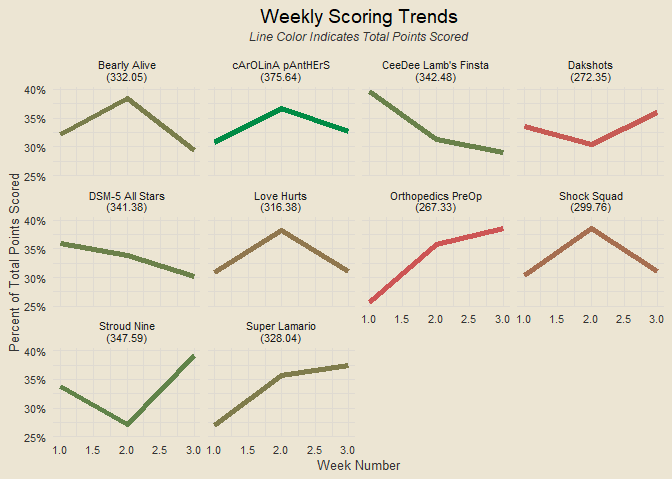 Weekly Scoring Trends
Line Color Indicates Total Points Scored
Bearly Alive
(332.05)
cArOLinA pAntHErS
(375.64)
CeeDee Lamb's Finsta
(342.48)
Dakshots
(272.35)
40%
35%
30%
25%
DSM-5 All Stars
(341.38)
Love Hurts
(316.38)
Orthopedics PreOp
(267.33)
Shock Squad
(299.76)
40%
35%
30%
25%
1.0 1.5 2.0 2.5 3.0 1.0 1.5 2.0 2.5 3.0
Stroud Nine
(347.59)
Super Lamario
(328.04)
40%
35%
30%
25%
1.0 1.5 2.0 2.5 3.0 1.0 1.5 2.0 2.5 3.0
Week Number
Percent of Total Points Scored